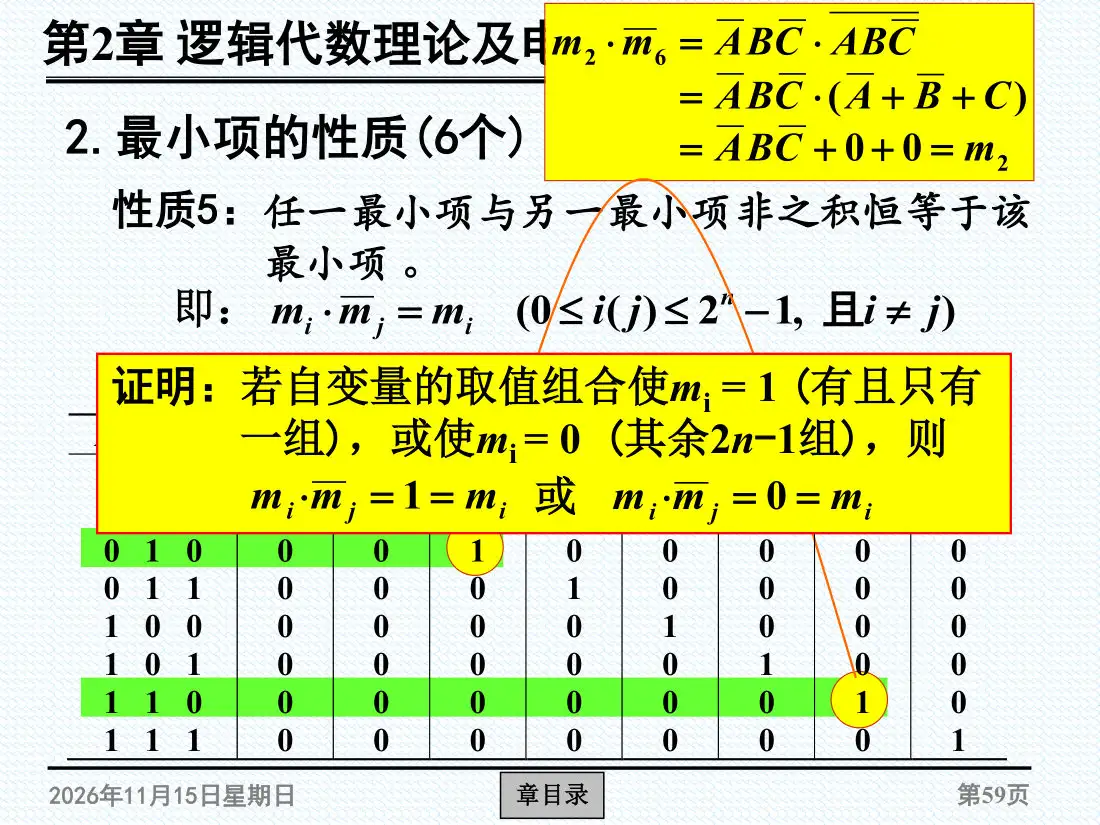 第2章 逻辑代数理论及电
m₂ · m̅₆ = A̅BC̅ · \overline{ABC̅}
= A̅BC̅ · (A̅ + B̅ + C)
= A̅BC̅ + 0 + 0 = m₂
2.最小项的性质(6个)
性质5：任一最小项与另一最小项非之积恒等于该
最小项 。
即： mᵢ · m̅ⱼ = mᵢ (0 ≤ i(j) ≤ 2ⁿ − 1, 且i ≠ j)
证明：若自变量的取值组合使mᵢ = 1 (有且只有
一组)，或使mᵢ = 0 (其余2n-1组)，则
mᵢ·m̅ⱼ = 1 = mᵢ 或 mᵢ·m̅ⱼ = 0 = mᵢ
0 1 0 0 0 1 0 0 0 0 0
0 1 1 0 0 0 1 0 0 0 0
1 0 0 0 0 0 0 1 0 0 0
1 0 1 0 0 0 0 0 1 0 0
1 1 0 0 0 0 0 0 0 1 0
1 1 1 0 0 0 0 0 0 0 1
2026年11月15日星期日 章目录 第59页